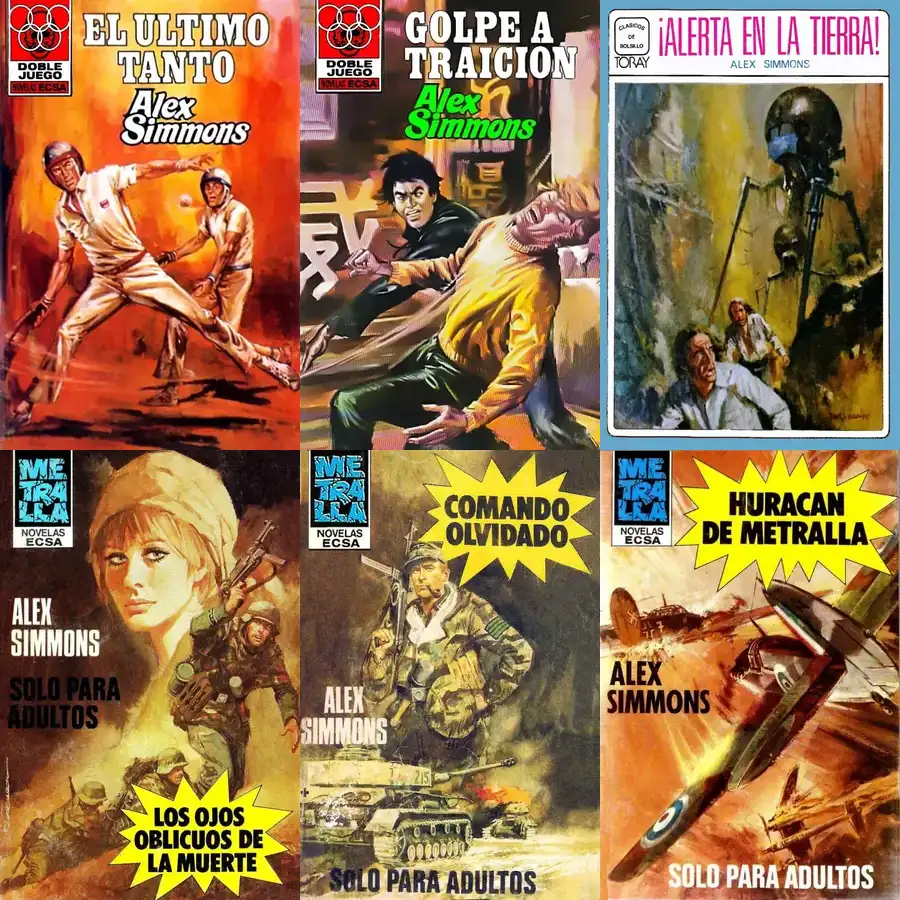 DOBLE
JUEGO
NOVELAS ECSA
EL ULTIMO
TANTO
Alex
Simmons
DOBLE
JUEGO
NOVELAS ECSA
GOLPE A
TRAICION
Alex
Simmons
CLASICOS
DE
BOLSILLO
TORAY
¡ALERTA EN LA TIERRA!
ALEX SIMMONS
ME
TRA
LLA
NOVELAS
ECSA
ALEX
SIMMONS
SOLO PARA
ADULTOS
LOS OJOS
OBLICUOS DE
LA MUERTE
ME
TRA
LLA
NOVELAS
ECSA
COMANDO
OLVIDADO
ALEX
SIMMONS
215
SOLO PARA ADULTOS
ME
TRA
LLA
NOVELAS
ECSA
HURACAN
DE METRALLA
ALEX
SIMMONS
SOLO PARA ADULTOS